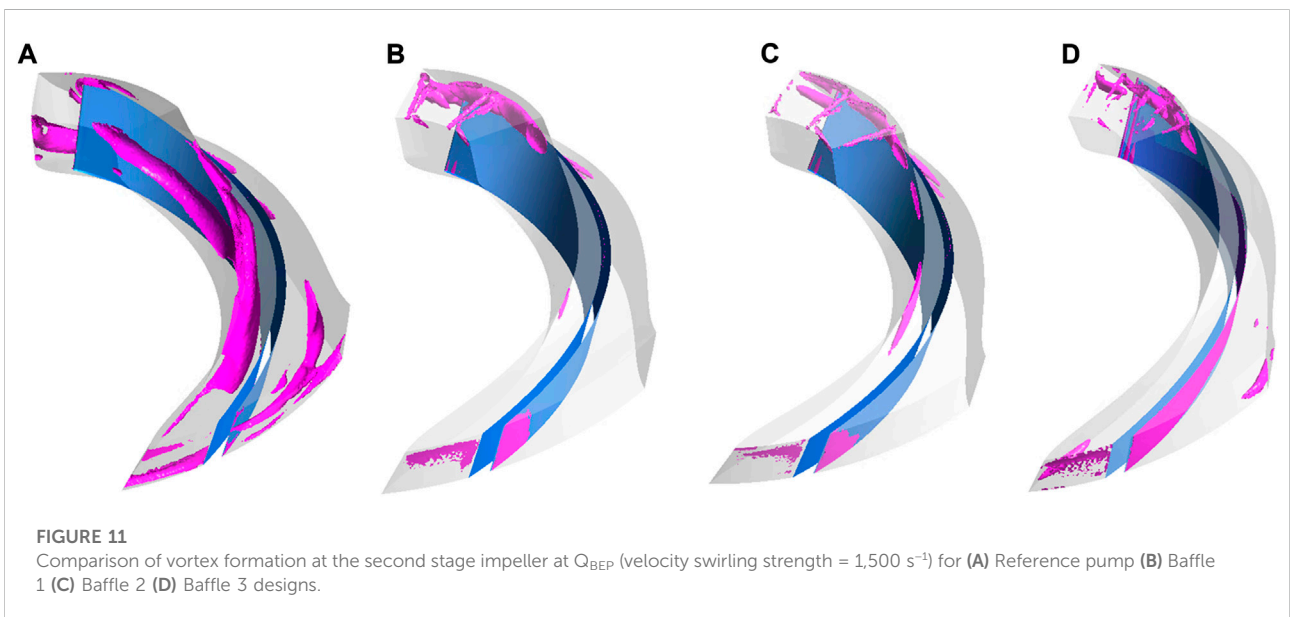 A
B
C
D
FIGURE 11
Comparison of vortex formation at the second stage impeller at Q_BEP (velocity swirling strength = 1,500 s⁻¹) for (A) Reference pump (B) Baffle
1 (C) Baffle 2 (D) Baffle 3 designs.